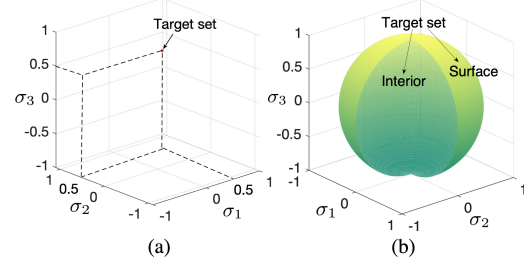 Target set
1
0.5
0
-0.5
-1
σ3
1
0.5
0
-1
σ2
-1
0
0.5
1
σ1
(a)
Target set
Interior
Surface
1
0.5
0
-0.5
-1
σ3
-1
0
1
σ1
-1
0
1
σ2
(b)